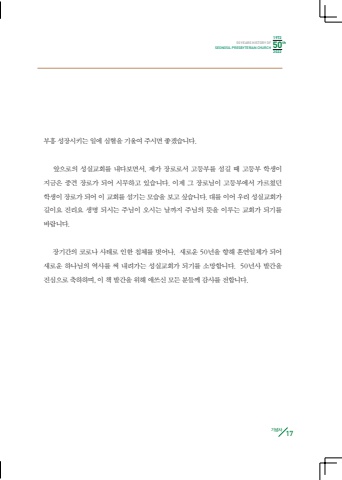 1972
50 YEARS HISTORY OF
SEONGSIL PRESBYTERIAN CHURCH
50th
2022
부흥 성장시키는 일에 심혈을 기울여 주시면 좋겠습니다.
앞으로의 성실교회를 내다보면서, 제가 장로로서 고등부를 섬길 때 고등부 학생이
지금은 중견 장로가 되어 시무하고 있습니다. 이제 그 장로님이 고등부에서 가르쳤던
학생이 장로가 되어 이 교회를 섬기는 모습을 보고 싶습니다. 대를 이어 우리 성실교회가
길이요 진리요 생명 되시는 주님이 오시는 날까지 주님의 뜻을 이루는 교회가 되기를
바랍니다.
장기간의 코로나 사태로 인한 침체를 벗어나, 새로운 50년을 향해 혼연일체가 되어
새로운 하나님의 역사를 써 내려가는 성실교회가 되기를 소망합니다. 50년사 발간을
진심으로 축하하며, 이 책 발간을 위해 애쓰신 모든 분들께 감사를 전합니다.
기념사
17